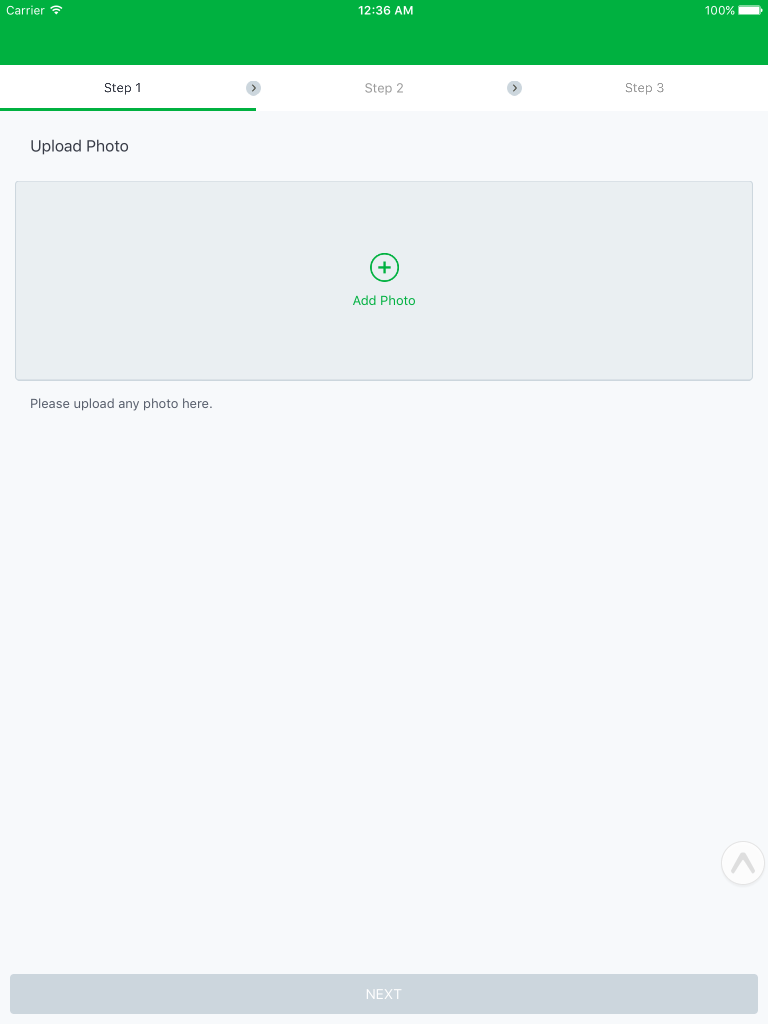 Carrier 12:36 AM 100%
Step 1 Step 2 Step 3
Upload Photo
Add Photo
Please upload any photo here.
NEXT